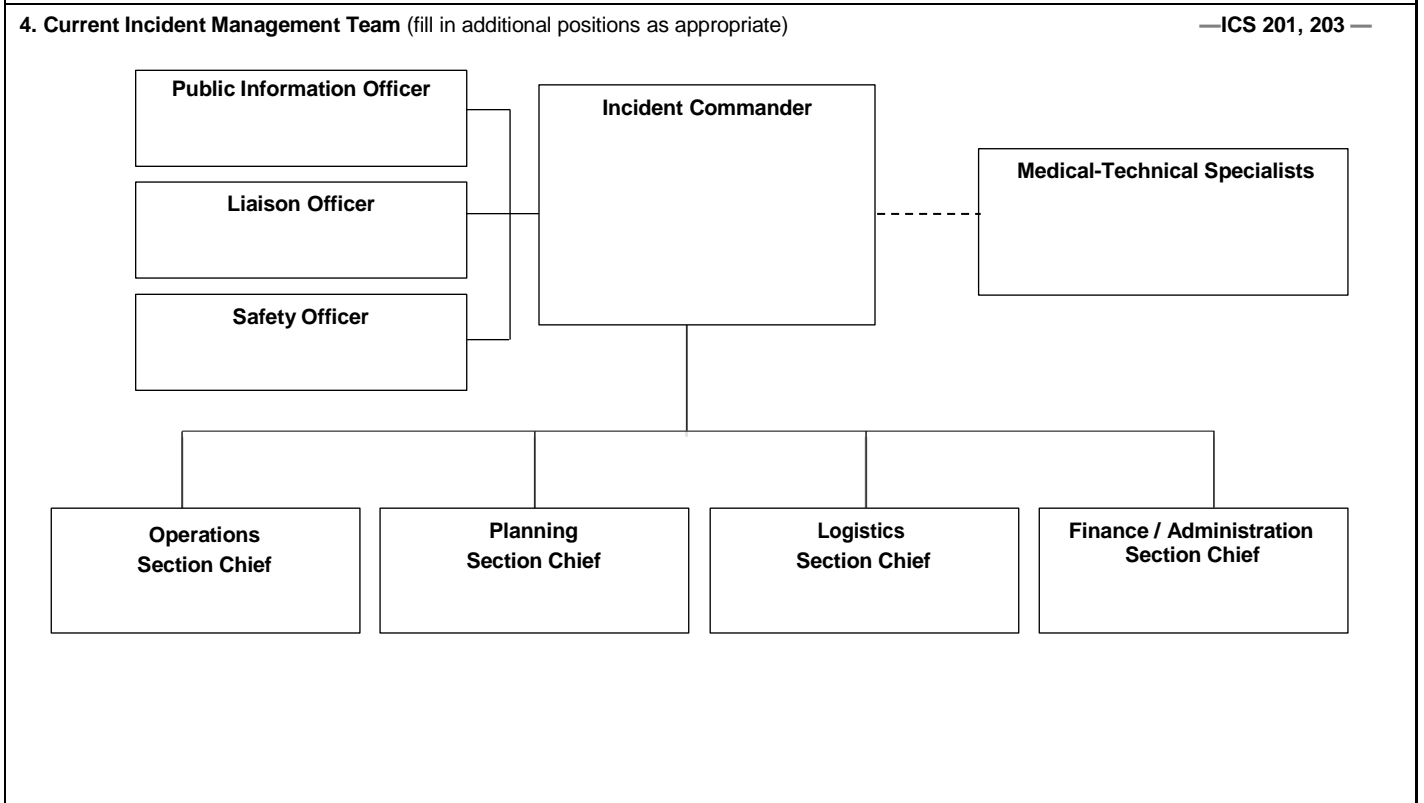 4. Current Incident Management Team (fill in additional positions as appropriate) —ICS 201, 203 —
Public Information Officer
Incident Commander
Medical-Technical Specialists
Liaison Officer
Safety Officer
Operations
Section Chief
Planning
Section Chief
Logistics
Section Chief
Finance / Administration
Section Chief